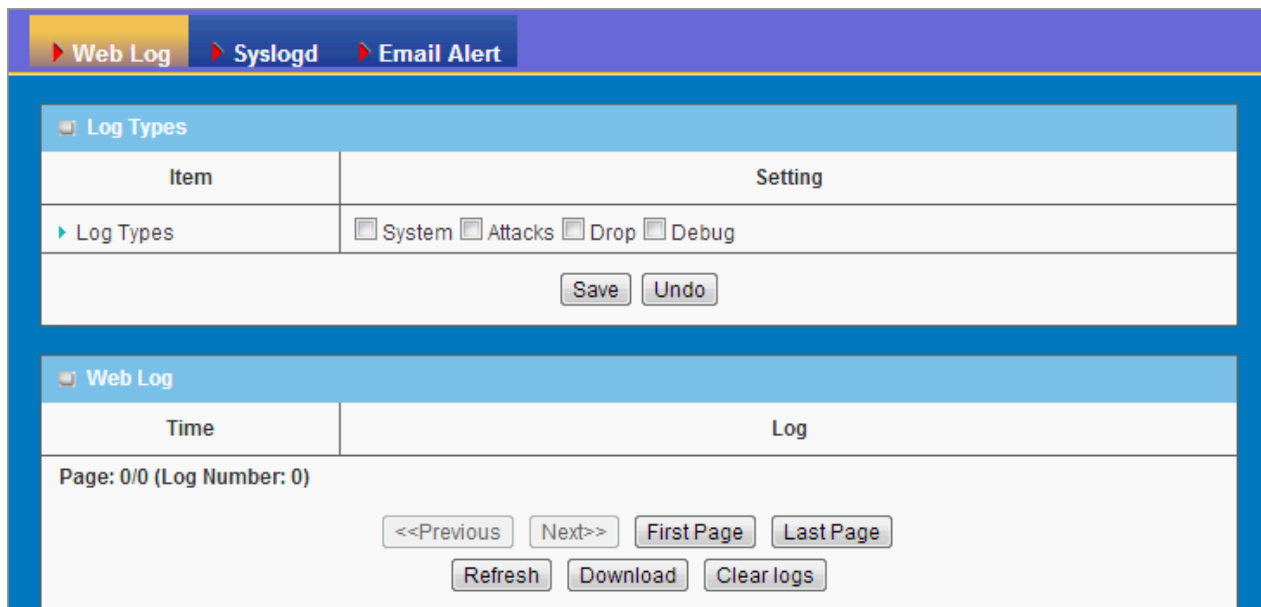 Web Log Syslogd Email Alert
Log Types
Item Setting
Log Types System Attacks Drop Debug
Save Undo
Web Log
Time Log
Page: 0/0 (Log Number: 0)
<<Previous Next>> First Page Last Page
Refresh Download Clear logs